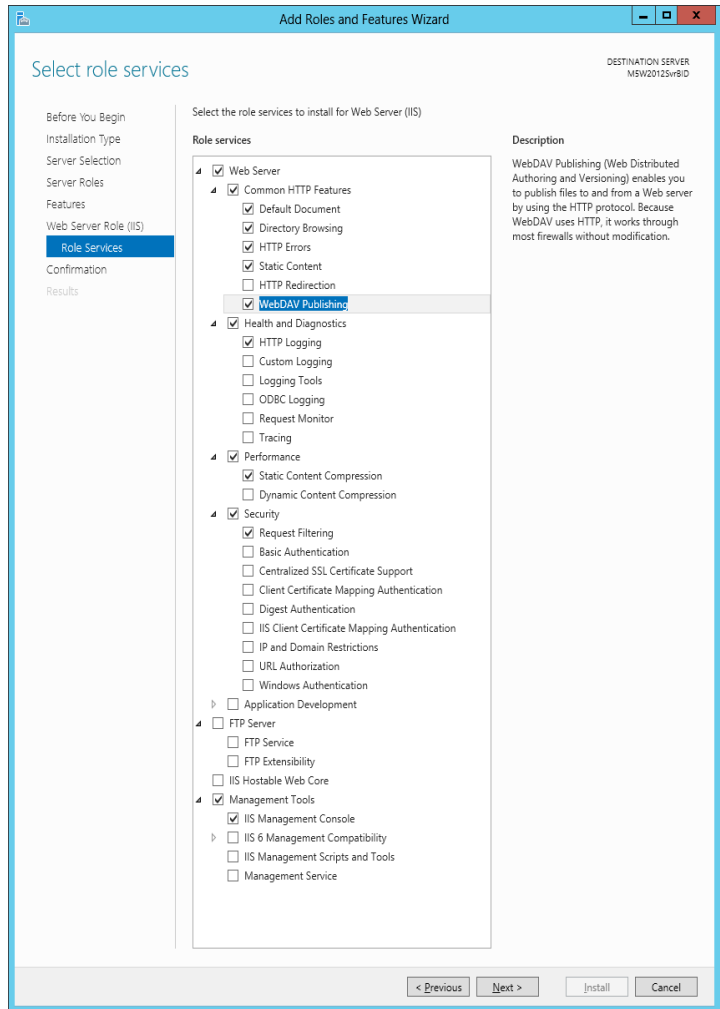 Add Roles and Features Wizard
Select role services
DESTINATION SERVER
MSW2012SvrBID
Before You Begin
Installation Type
Server Selection
Server Roles
Features
Web Server Role (IIS)
Role Services
Confirmation
Results
Select the role services to install for Web Server (IIS)
Role services
Web Server
Common HTTP Features
Default Document
Directory Browsing
HTTP Errors
Static Content
HTTP Redirection
WebDAV Publishing
Health and Diagnostics
HTTP Logging
Custom Logging
Logging Tools
ODBC Logging
Request Monitor
Tracing
Performance
Static Content Compression
Dynamic Content Compression
Security
Request Filtering
Basic Authentication
Centralized SSL Certificate Support
Client Certificate Mapping Authentication
Digest Authentication
IIS Client Certificate Mapping Authentication
IP and Domain Restrictions
URL Authorization
Windows Authentication
Application Development
FTP Server
FTP Service
FTP Extensibility
IIS Hostable Web Core
Management Tools
IIS Management Console
IIS 6 Management Compatibility
IIS Management Scripts and Tools
Management Service
Description
WebDAV Publishing (Web Distributed
Authoring and Versioning) enables you
to publish files to and from a Web server
by using the HTTP protocol. Because
WebDAV uses HTTP, it works through
most firewalls without modification.
< Previous
Next >
Install
Cancel